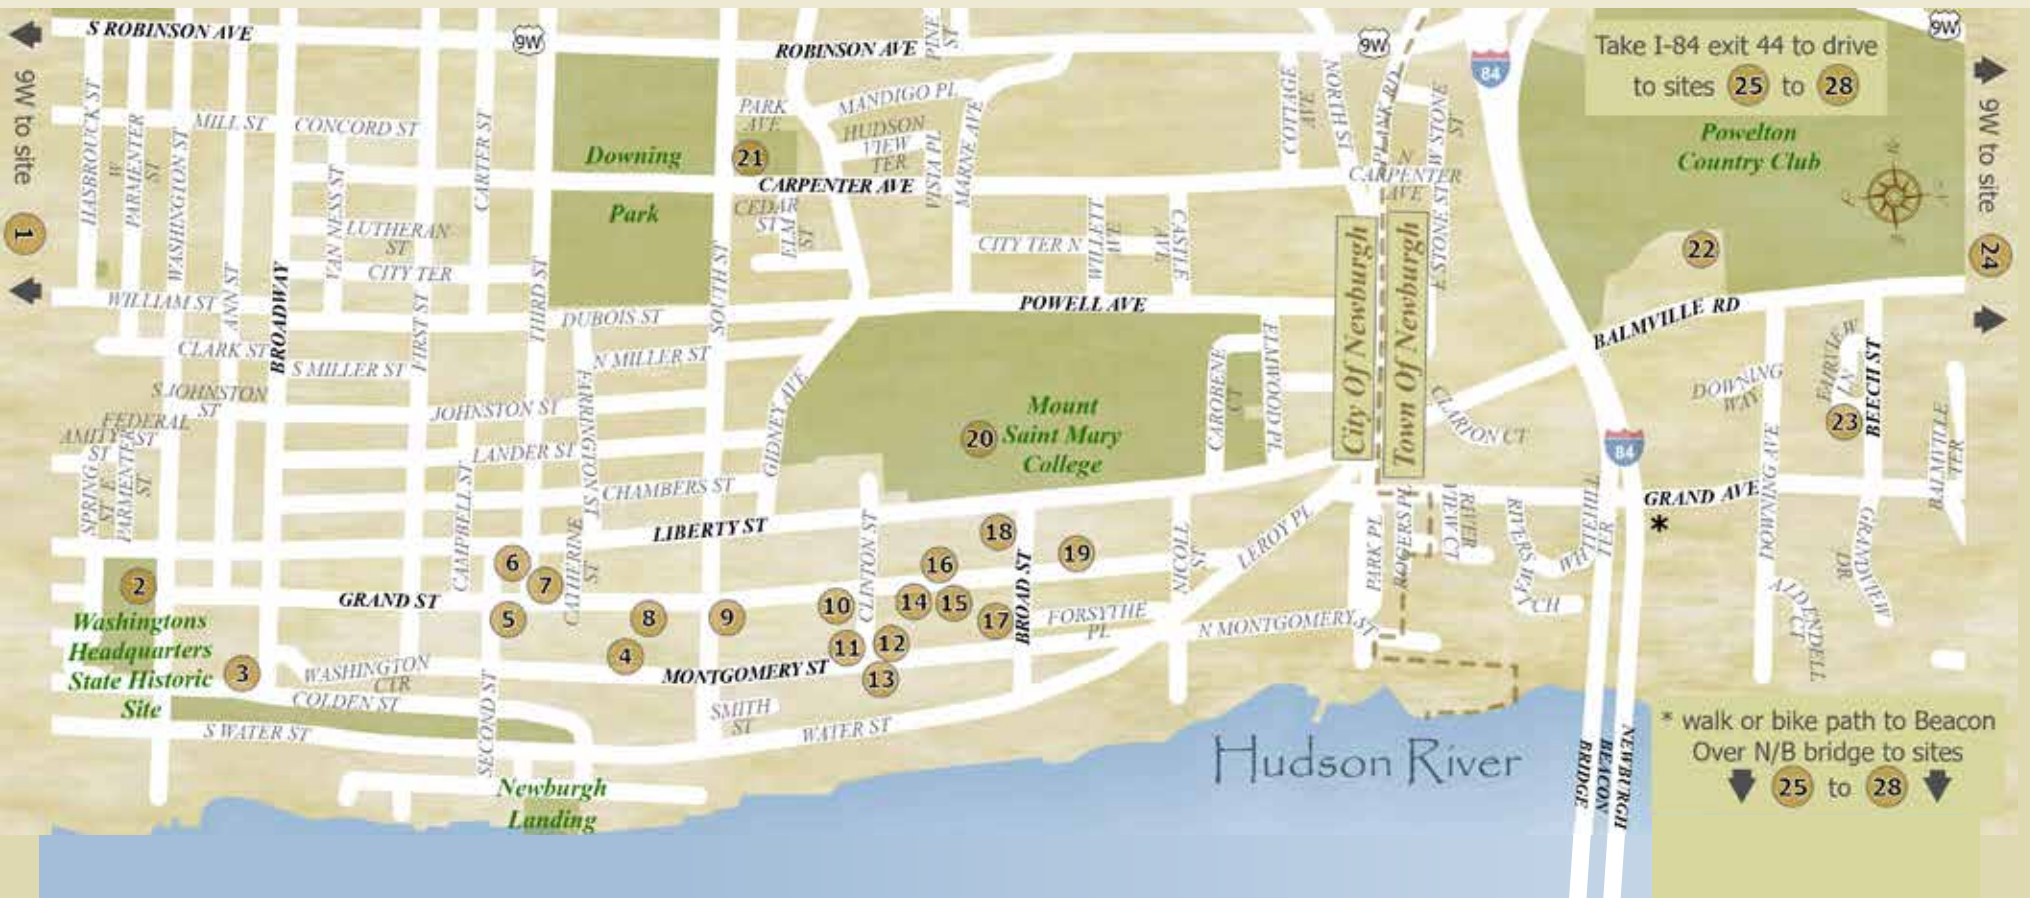 S ROBINSON AVE
9W
ROBINSON AVE
PINE
ST
9W
84
Take I-84 exit 44 to drive
to sites 25 to 28
9W
9W to site
1
HASBROUCK ST
W
PARMENTER
ST
WASHINGTON ST
MILL ST
CONCORD ST
CARTER ST
Downing
Park
PARK
AVE
21
MANDIGO PL
HUDSON
VIEW
TER
VISTA PL
MARNE AVE
COTTAGE
AVE
NORTH ST
N PLANK RD
W STONE
ST
N
CARPENTER
AVE
E STONE ST
Powelton
Country Club
9W to site
24
CARPENTER AVE
CEDAR
ST
ELM
ST
VAN NESS ST
LUTHERAN
ST
CITY TER
CITY TER N
WILLETT
AVE
CASTLE
AVE
City Of Newburgh
Town Of Newburgh
22
WILLIAM ST
ANN ST
BROADWAY
FIRST ST
THIRD ST
DUBOIS ST
SOUTH ST
POWELL AVE
BALMVILLE RD
CLARK ST
S MILLER ST
N MILLER ST
FARRINGTON ST
GIDNEY AVE
CAROBENE
CT
ELMWOOD PL
S JOHNSTON
ST
JOHNSTON ST
FEDERAL
ST
AMITY
ST
LANDER ST
CHAMBERS ST
Mount
Saint Mary
College
20
CLARION CT
84
DOWNING
WAY
FAIRVIEW
LN
23
BEECH ST
BALMVILLE
TER
SPRING
ST
E
PARMENTER
ST
CAMPBELL ST
CATHERINE
ST
LIBERTY ST
CLINTON ST
18
19
16
BROAD ST
NICOLL
ST
LEROY PL
PARK PL
ROGERS PL
RIVER
VIEW CT
RIVERS
WHITEHILL
TER
GRAND AVE
*
DOWNING AVE
GRANDVIEW
DR
ALDENDELL
CT
2
6
7
GRAND ST
5
8
9
10
14
15
17
FORSYTHE
PL
N MONTGOMERY ST
Washingtons
Headquarters
State Historic
Site
3
4
11
12
13
WASHINGTON
CTR
MONTGOMERY ST
COLDEN ST
SECOND ST
SMITH
ST
S WATER ST
WATER ST
Newburgh
Landing
Hudson River
NEWBURGH
BEACON
BRIDGE
* walk or bike path to Beacon
Over N/B bridge to sites
25 to 28